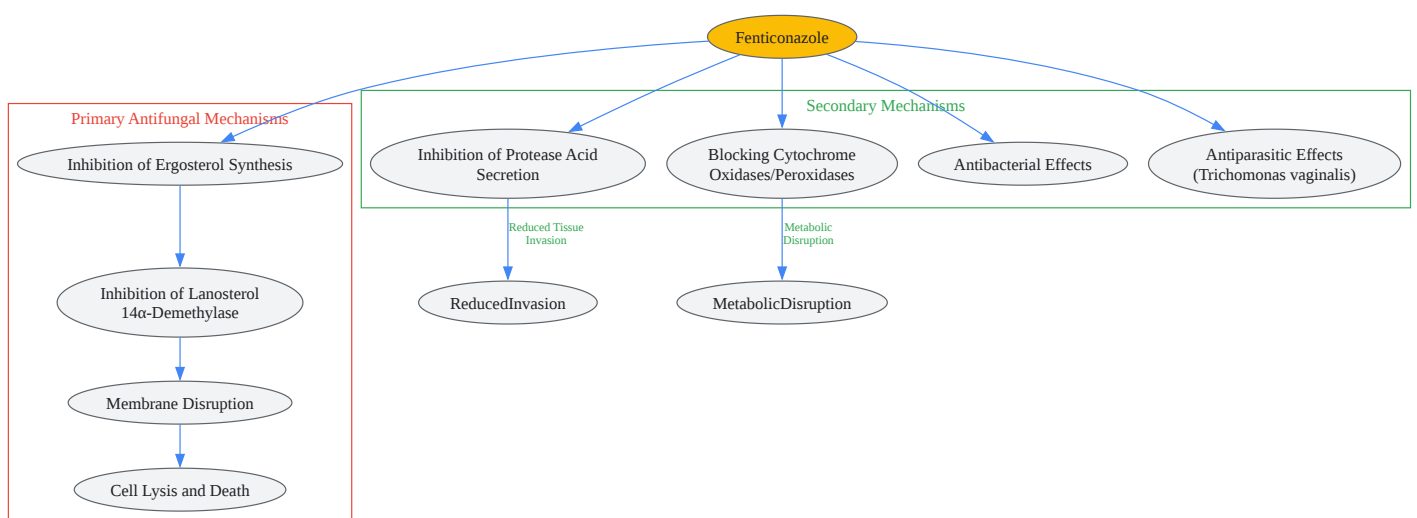 Fenticonazole
Primary Antifungal Mechanisms
Secondary Mechanisms
Inhibition of Ergosterol Synthesis
Inhibition of Protease Acid
Secretion
Blocking Cytochrome
Oxidases/Peroxidases
Antibacterial Effects
Antiparasitic Effects
(Trichomonas vaginalis)
Reduced Tissue
Invasion
Metabolic
Disruption
Inhibition of Lanosterol
14α-Demethylase
ReducedInvasion
MetabolicDisruption
Membrane Disruption
Cell Lysis and Death